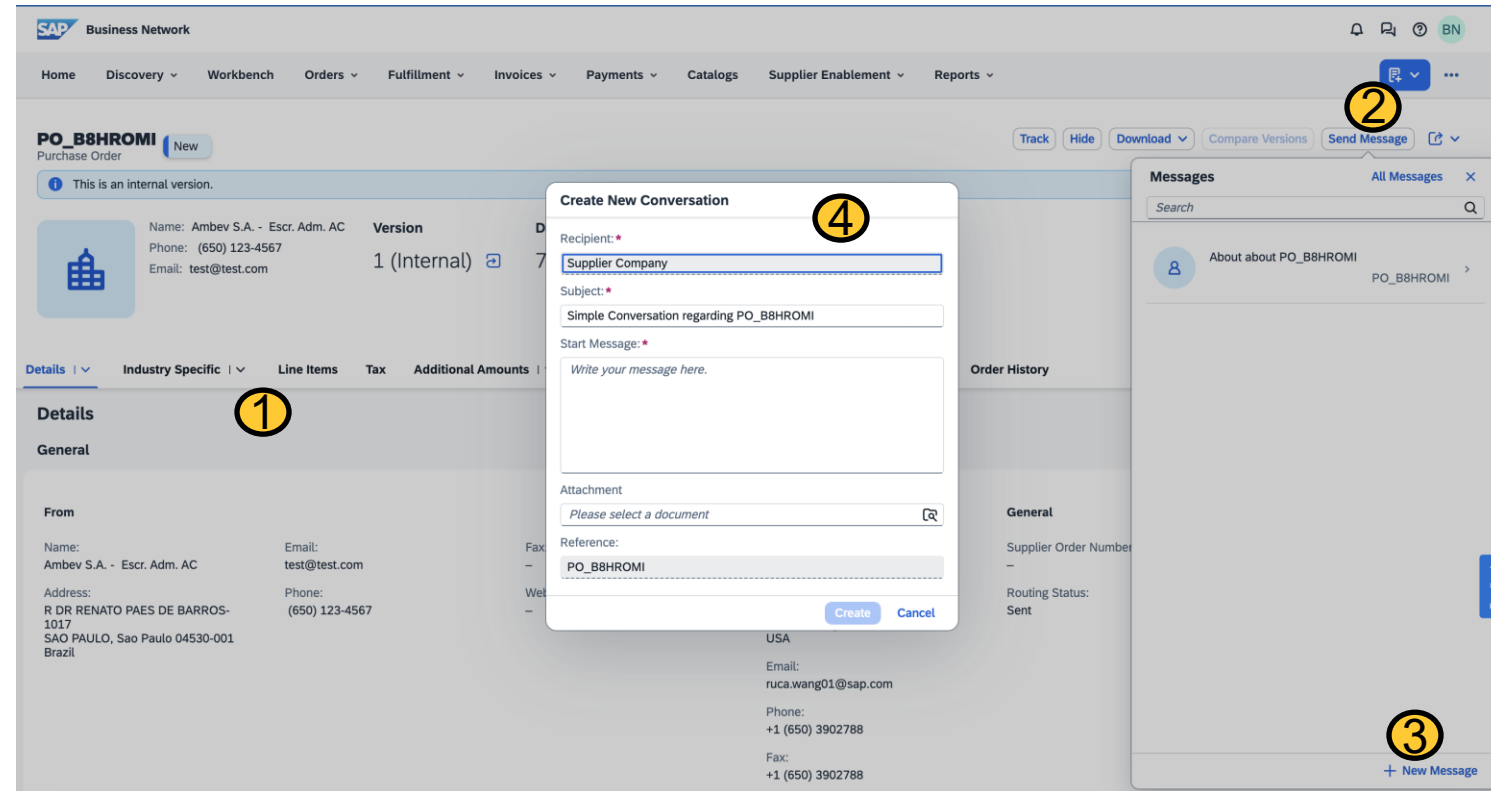 SAP Business Network
BN
Home Discovery Workbench Orders Fulfillment Invoices Payments Catalogs Supplier Enablement Reports
2
PO_B8HROMI New
Purchase Order
Track Hide Download Compare Versions Send Message
This is an internal version.
Name: Ambev S.A. - Escr. Adm. AC
Phone: (650) 123-4567
Email: test@test.com
Version
1 (Internal)
D
7
Details Industry Specific Line Items Tax Additional Amounts Order History
1
Details
General
From
Name:
Ambev S.A. - Escr. Adm. AC
Address:
R DR RENATO PAES DE BARROS-
1017
SAO PAULO, Sao Paulo 04530-001
Brazil
Email:
test@test.com
Phone:
(650) 123-4567
Fax
–
Web
–
USA
Email:
ruca.wang01@sap.com
Phone:
+1 (650) 3902788
Fax:
+1 (650) 3902788
General
Supplier Order Number
–
Routing Status:
Sent
Create New Conversation
4
Recipient:*
Supplier Company
Subject:*
Simple Conversation regarding PO_B8HROMI
Start Message:*
Write your message here.
Attachment
Please select a document
Reference:
PO_B8HROMI
Create Cancel
Messages All Messages
Search
About about PO_B8HROMI
PO_B8HROMI
3
+ New Message